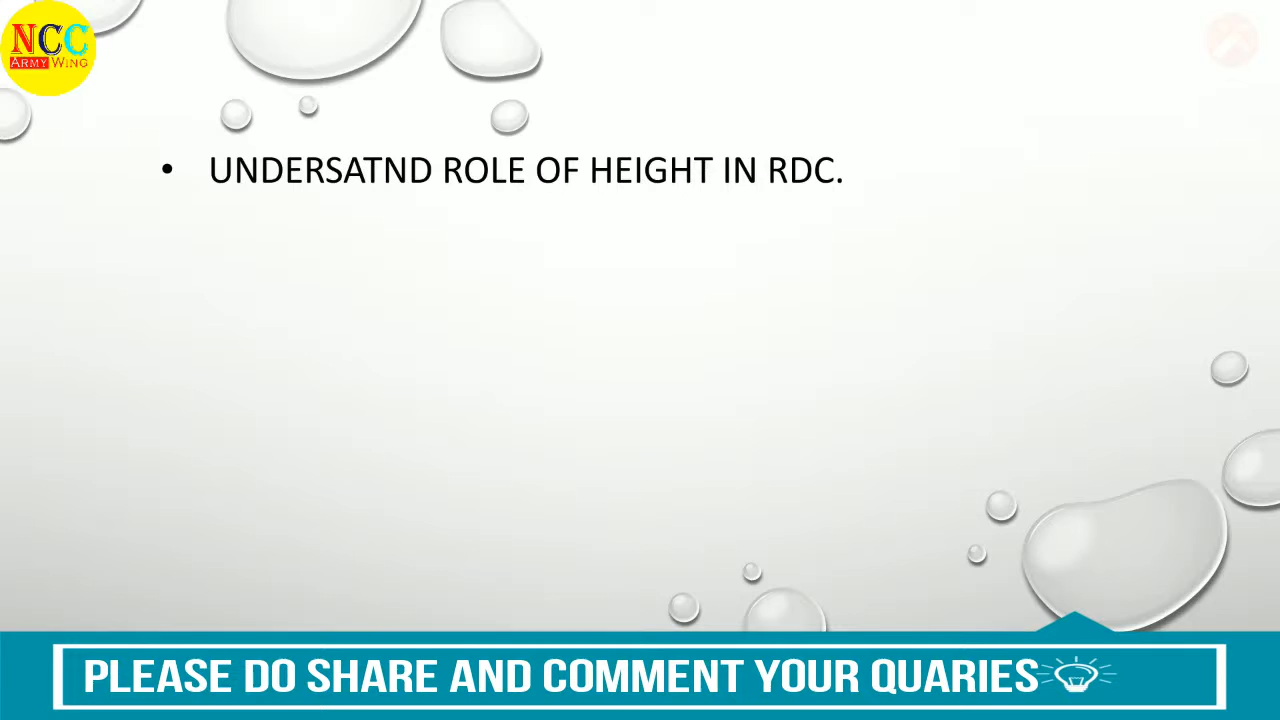 NCC
ARMY WING
• UNDERSATND ROLE OF HEIGHT IN RDC.
PLEASE DO SHARE AND COMMENT YOUR QUARIES